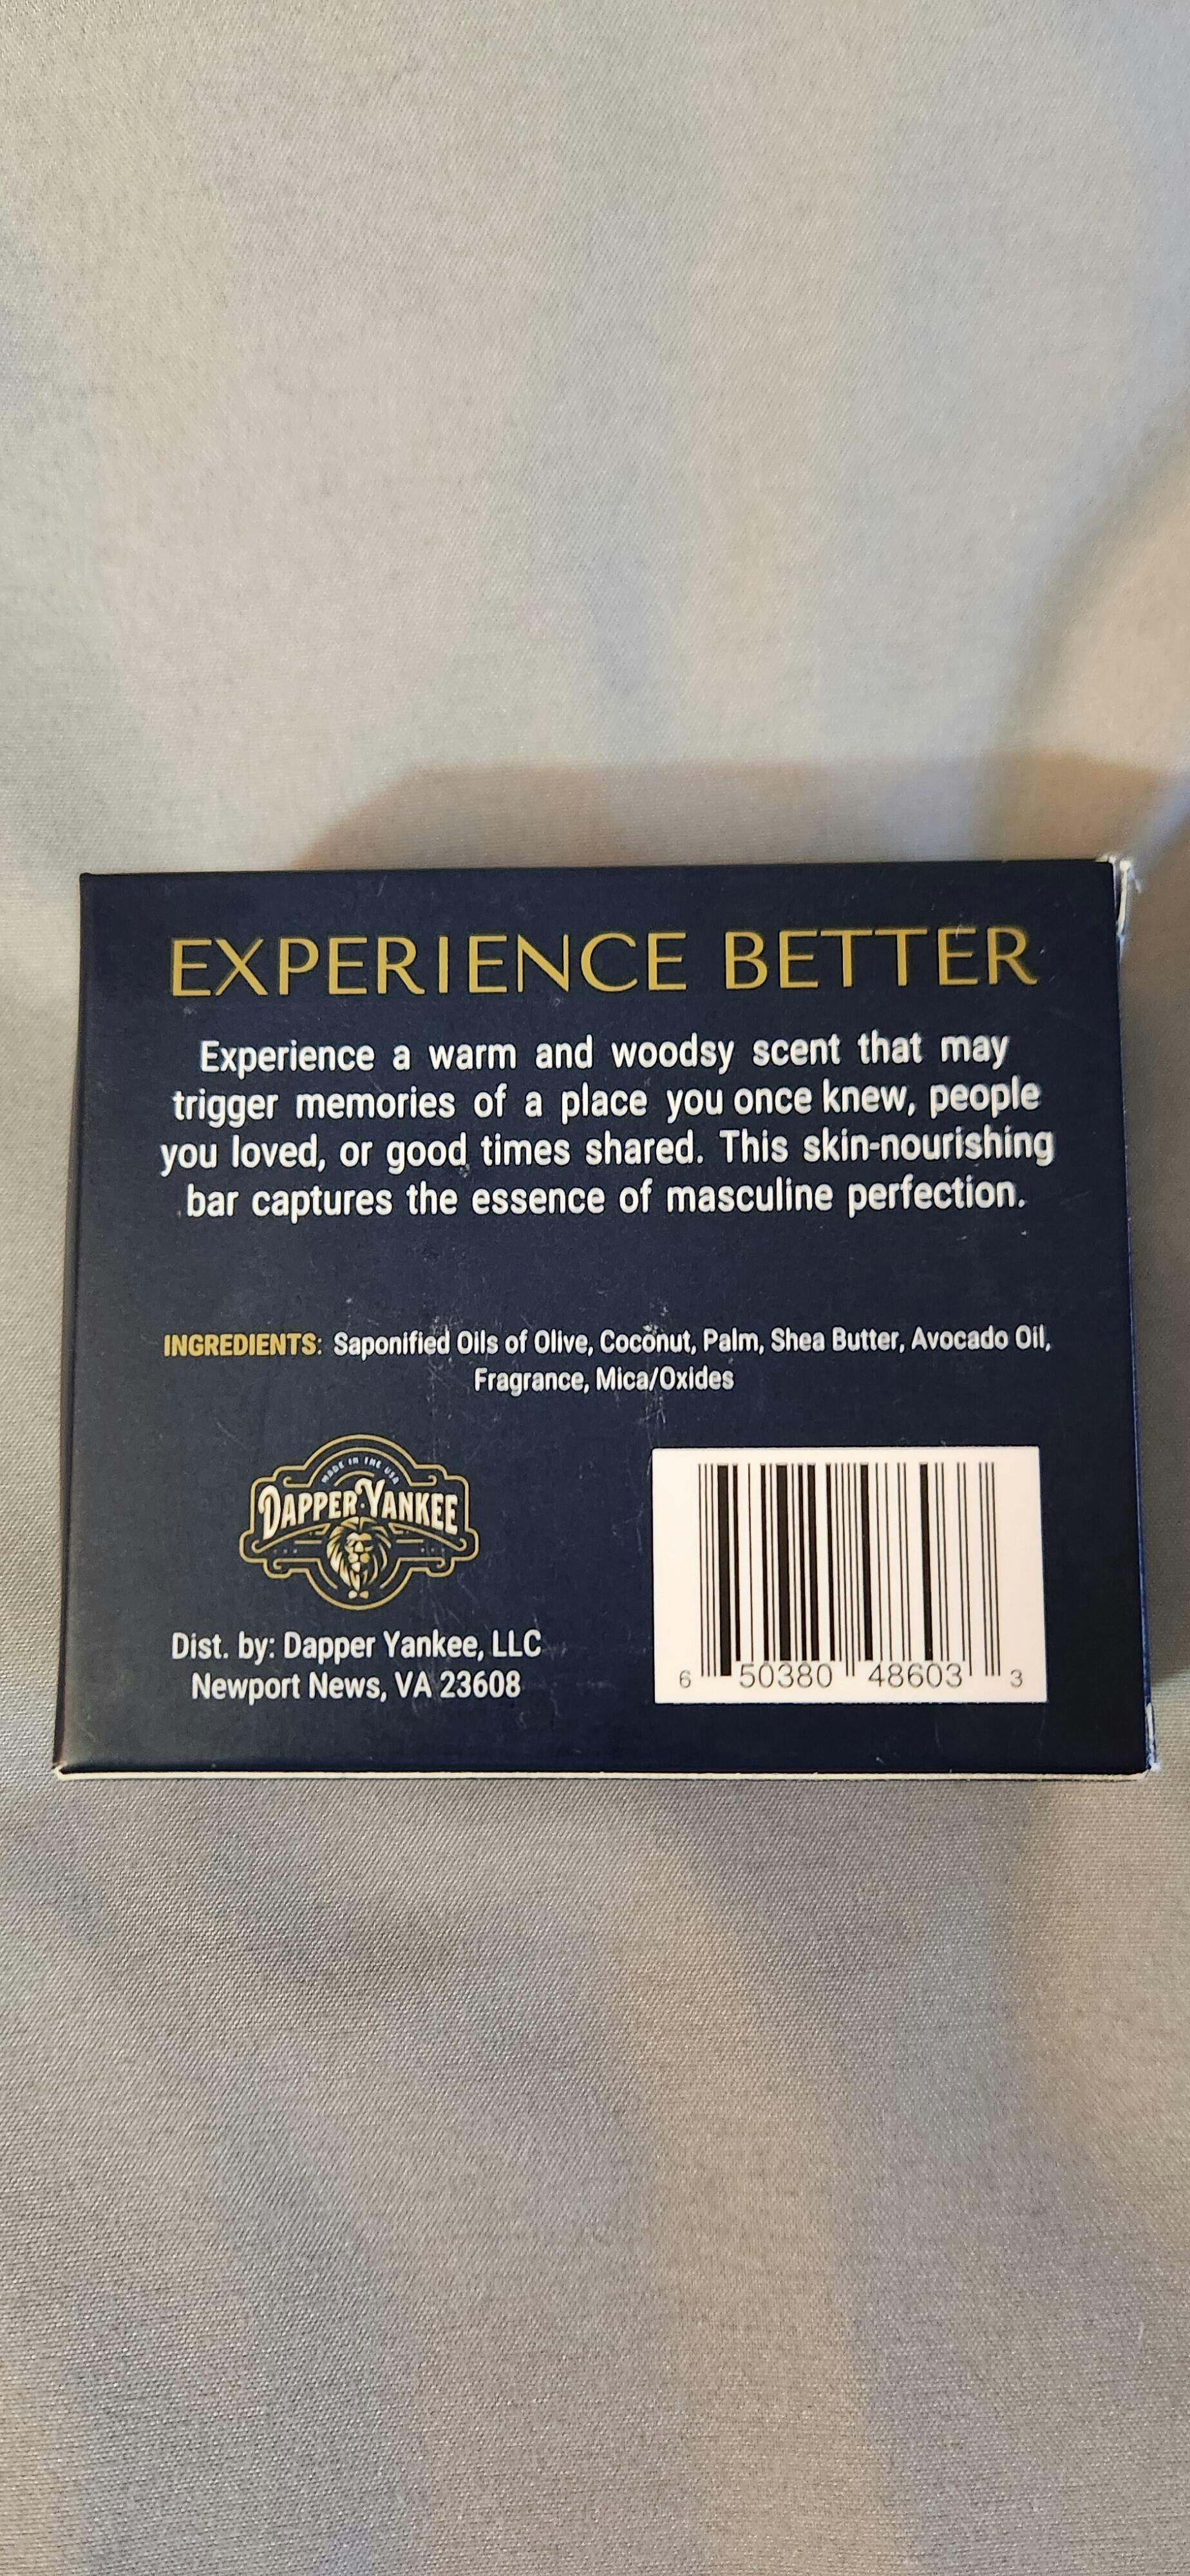 EXPERIENCE BETTER
Experience a warm and woodsy scent that may
trigger memories of a place you once knew, people
you loved, or good times shared. This skin-nourishing
bar captures the essence of masculine perfection.
INGREDIENTS: Saponified Oils of Olive, Coconut, Palm, Shea Butter, Avocado Oil,
Fragrance, Mica/Oxides
MADE IN THE USA
DAPPER YANKEE
Dist. by: Dapper Yankee, LLC
Newport News, VA 23608
6 50380 48603 3